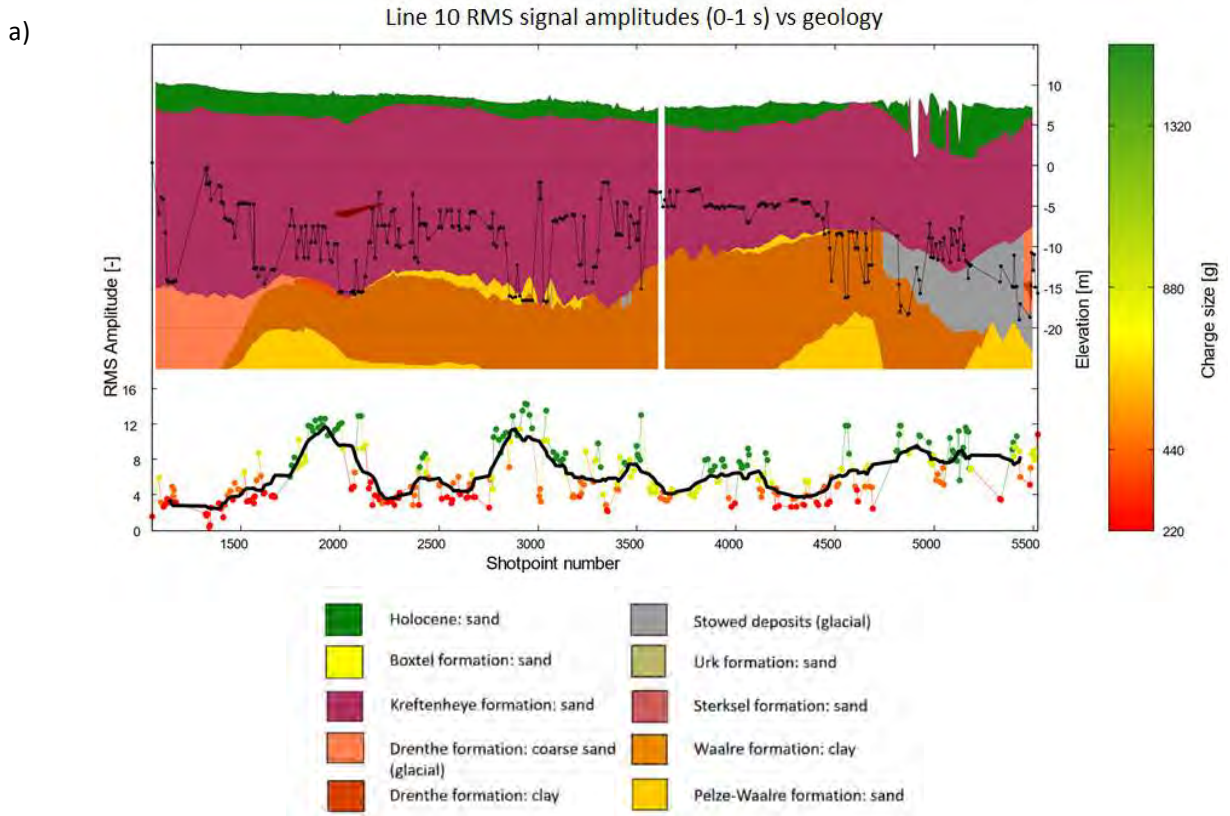 a)
Line 10 RMS signal amplitudes (0-1 s) vs geology
10
5
0
-5
-10
-15
-20
Elevation [m]
RMS Amplitude [-]
16
12
8
4
0
1500 2000 2500 3000 3500 4000 4500 5000 5500
Shotpoint number
1320
880
440
220
Charge size [g]
Holocene: sand
Boxtel formation: sand
Kreftenheye formation: sand
Drenthe formation: coarse sand
(glacial)
Drenthe formation: clay
Stowed deposits (glacial)
Urk formation: sand
Sterksel formation: sand
Waalre formation: clay
Pelze-Waalre formation: sand